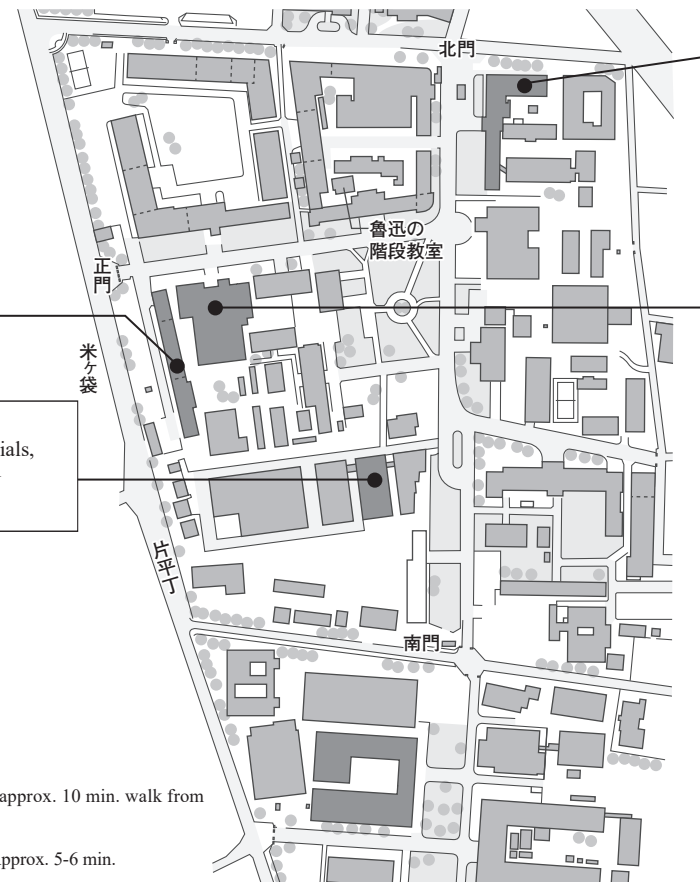 北門
魯迅の
階段教室
正門
米ヶ袋
ials,
片平丁
南門
approx. 10 min. walk from
approx. 5-6 min.